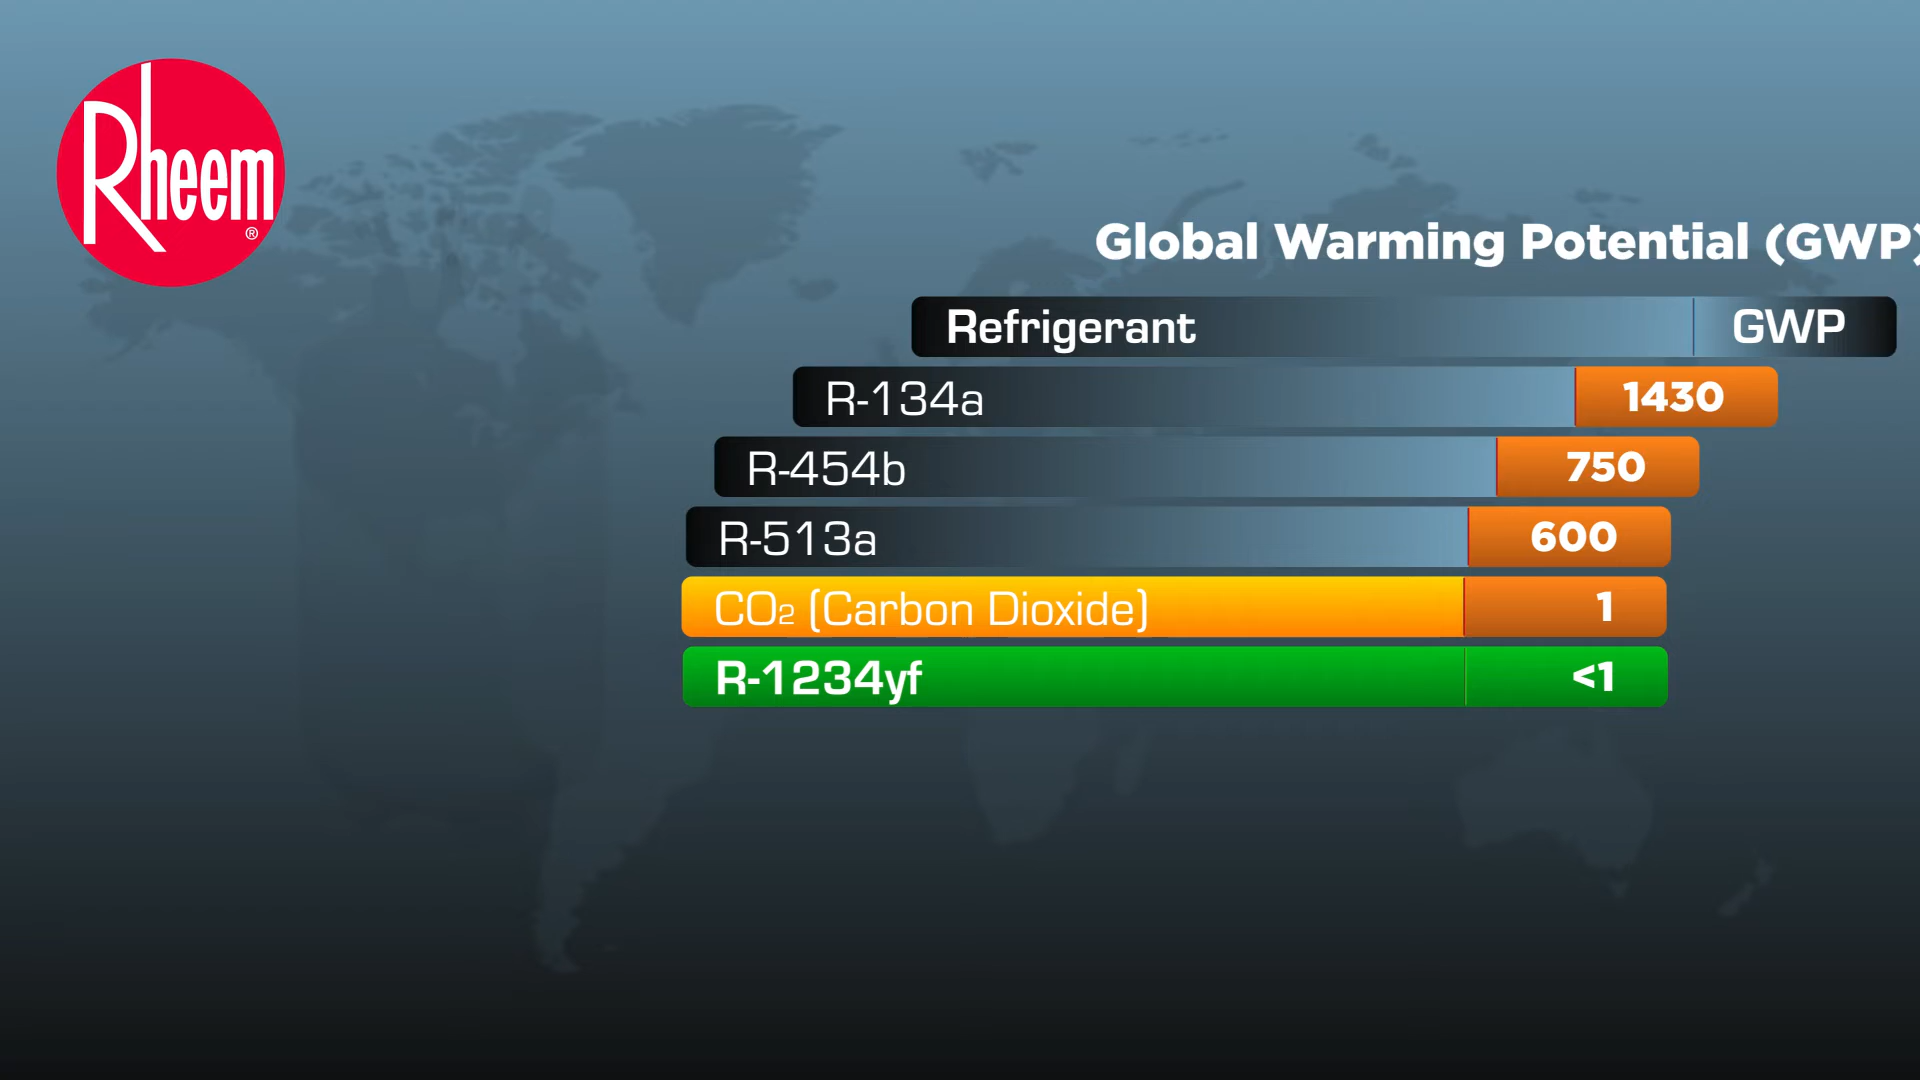 Rheem®
Global Warming Potential (GWP)
Refrigerant GWP
R-134a 1430
R-454b 750
R-513a 600
CO₂ (Carbon Dioxide) 1
R-1234yf <1